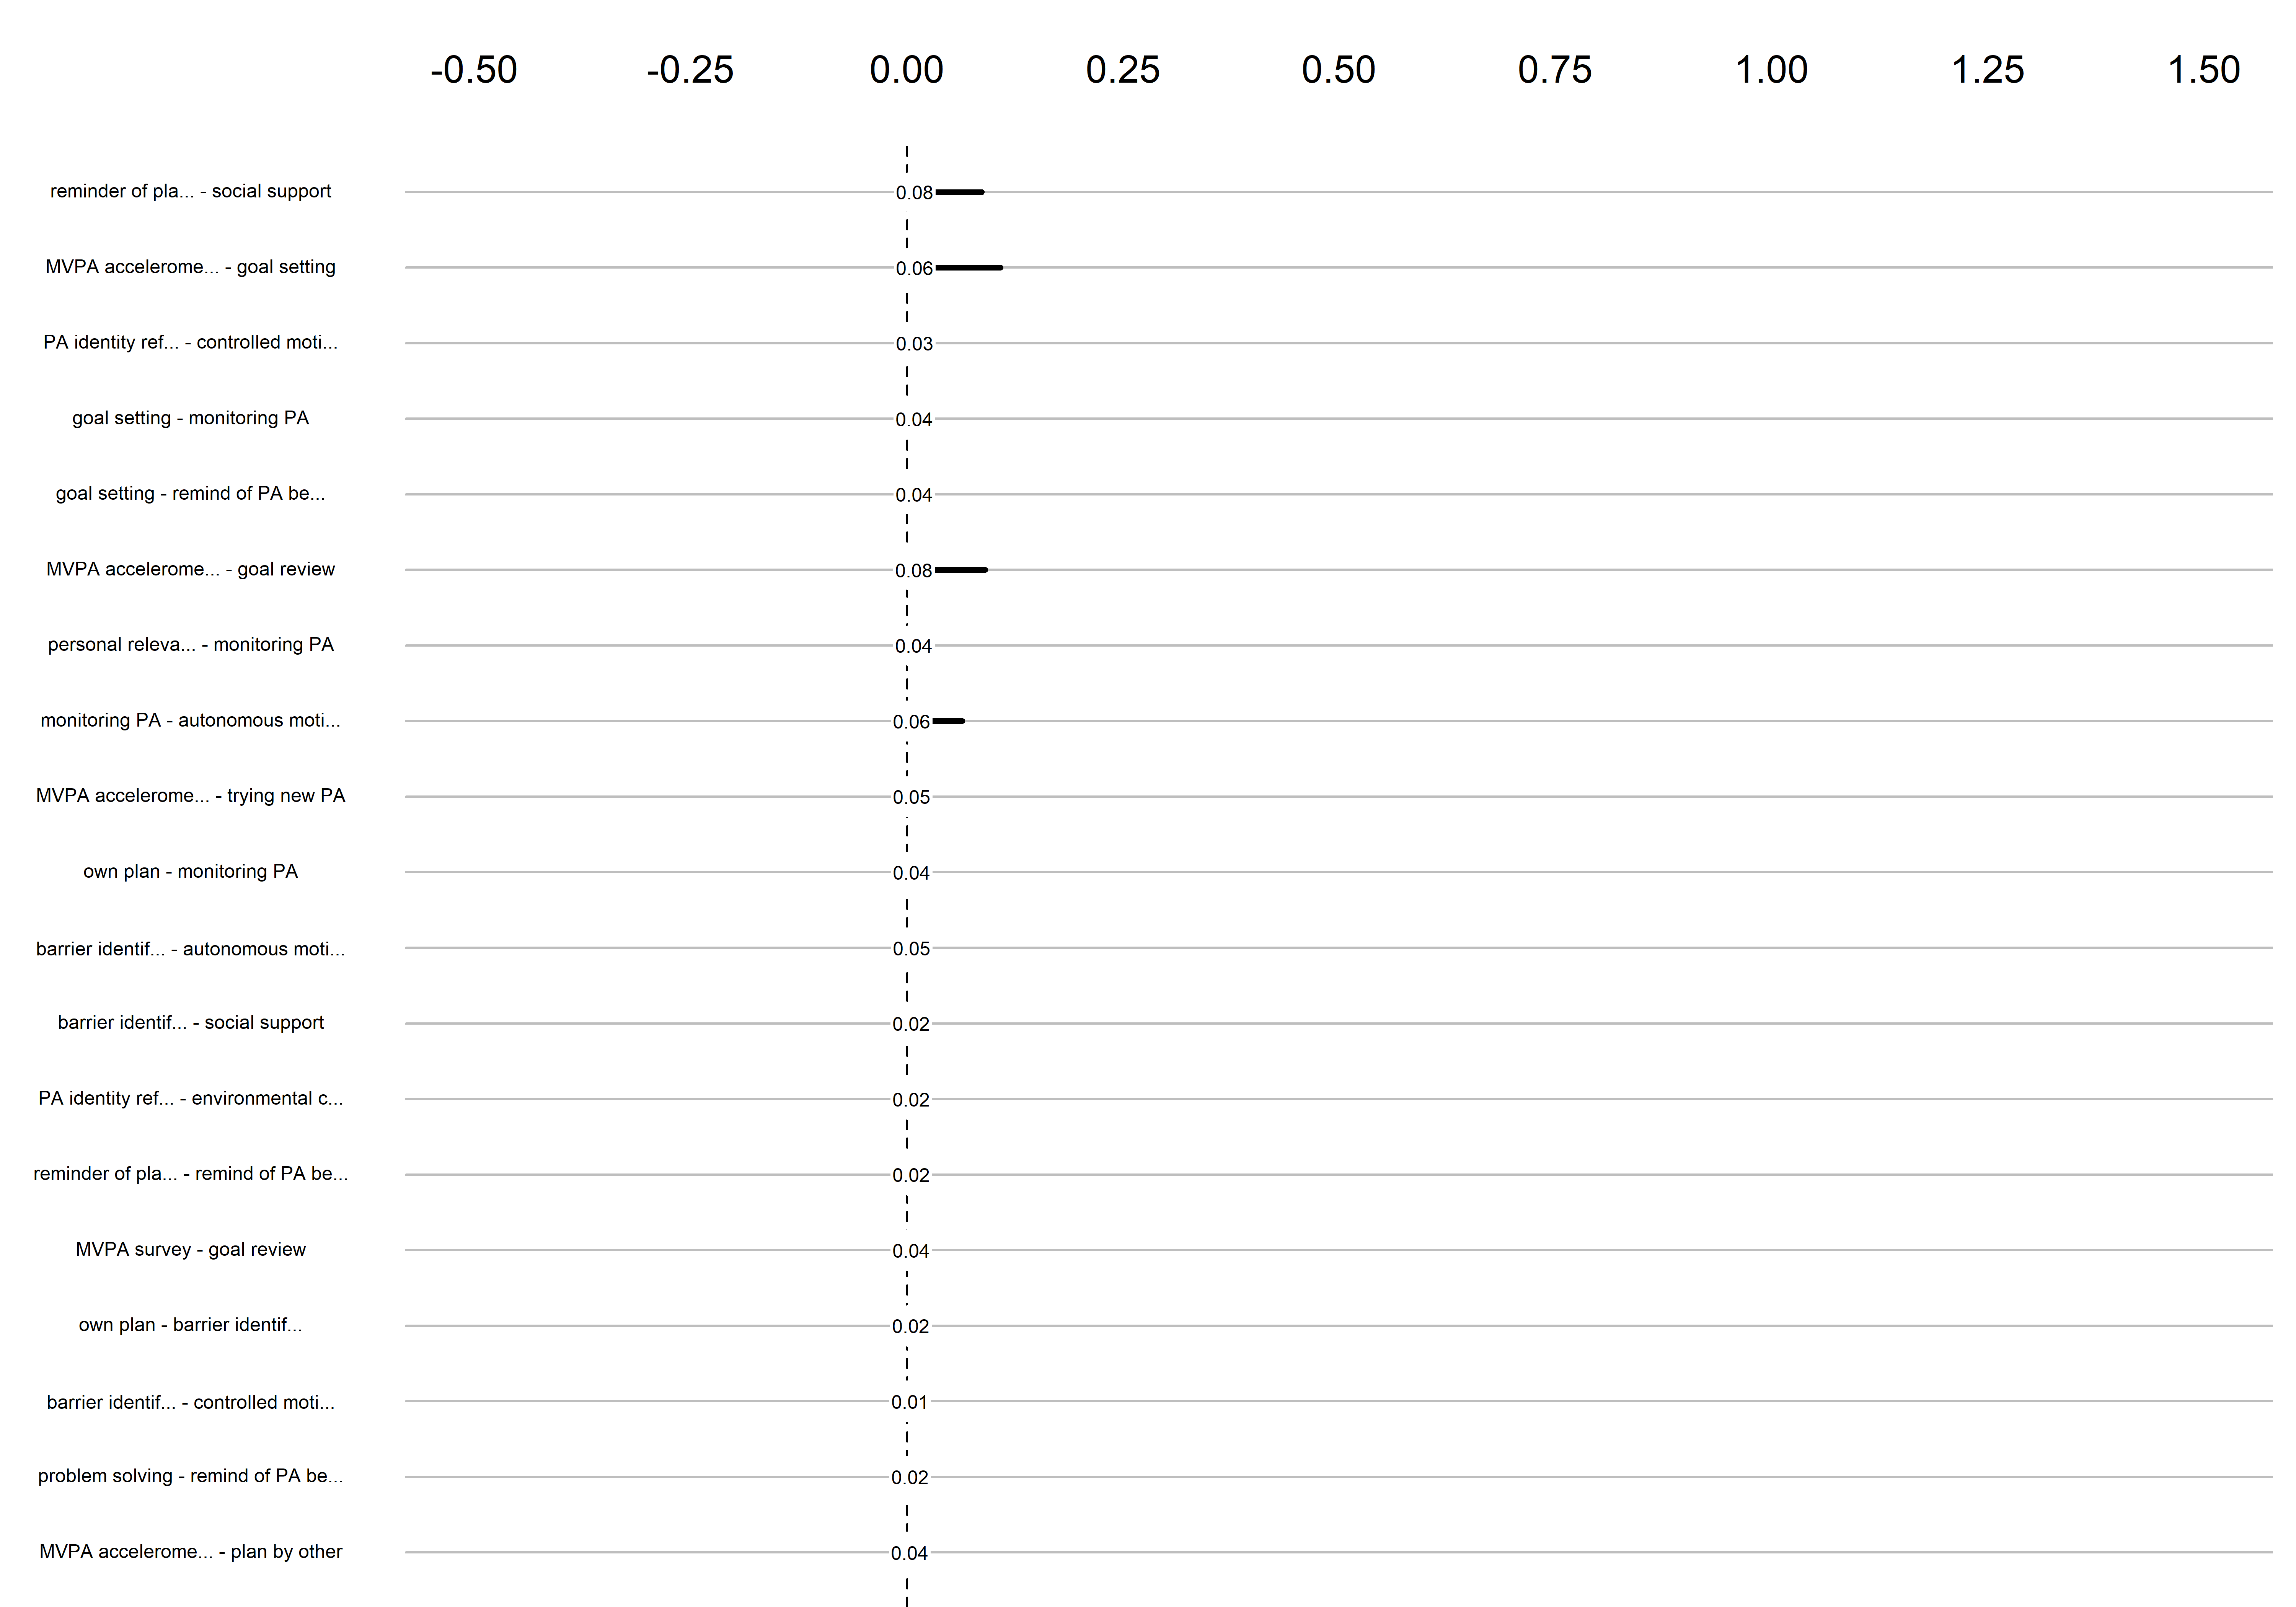 -0.50 -0.25 0.00 0.25 0.50 0.75 1.00 1.25 1.50
reminder of pla... - social support 0.08
MVPA accelerome... - goal setting 0.06
PA identity ref... - controlled moti... 0.03
goal setting - monitoring PA 0.04
goal setting - remind of PA be... 0.04
MVPA accelerome... - goal review 0.08
personal releva... - monitoring PA 0.04
monitoring PA - autonomous moti... 0.06
MVPA accelerome... - trying new PA 0.05
own plan - monitoring PA 0.04
barrier identif... - autonomous moti... 0.05
barrier identif... - social support 0.02
PA identity ref... - environmental c... 0.02
reminder of pla... - remind of PA be... 0.02
MVPA survey - goal review 0.04
own plan - barrier identif... 0.02
barrier identif... - controlled moti... 0.01
problem solving - remind of PA be... 0.02
MVPA accelerome... - plan by other 0.04